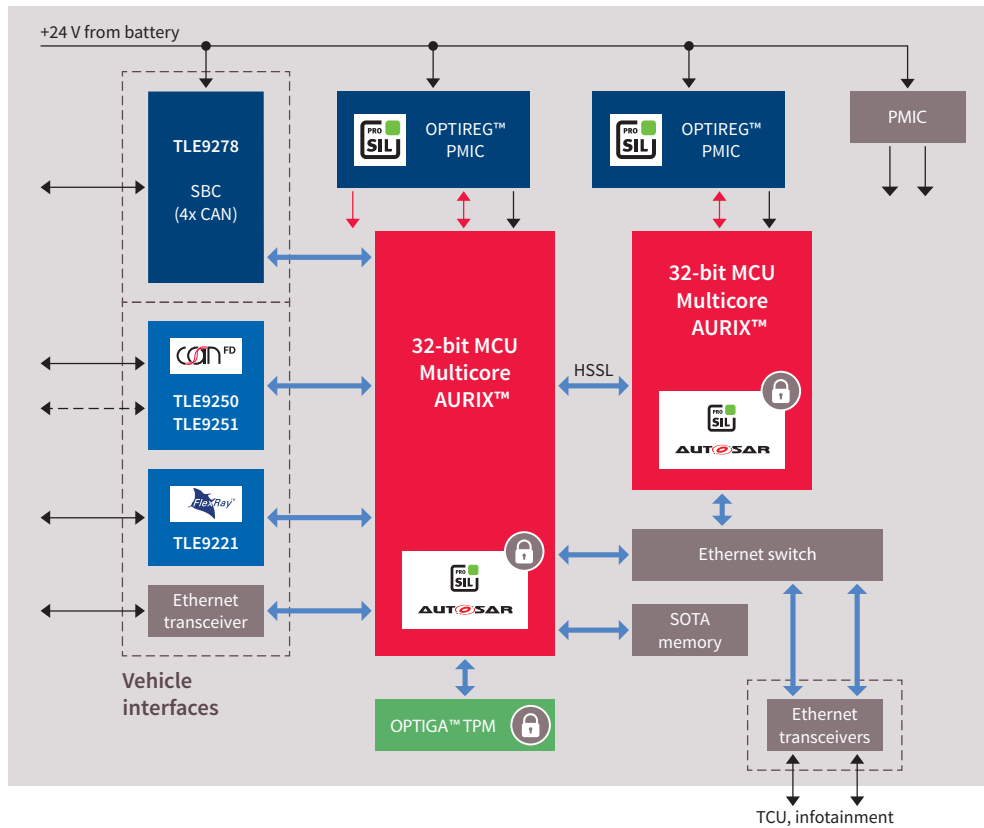 +24 V from battery
TLE9278
SBC
(4x CAN)
PRO
SIL
OPTIREG™
PMIC
PRO
SIL
OPTIREG™
PMIC
PMIC
CAN FD
TLE9250
TLE9251
FlexRay™
TLE9221
Ethernet
transceiver
Vehicle
interfaces
32-bit MCU
Multicore
AURIX™
PRO
SIL
AUTOSAR
HSSL
32-bit MCU
Multicore
AURIX™
PRO
SIL
AUTOSAR
Ethernet switch
SOTA
memory
OPTIGA™ TPM
Ethernet
transceivers
TCU, infotainment